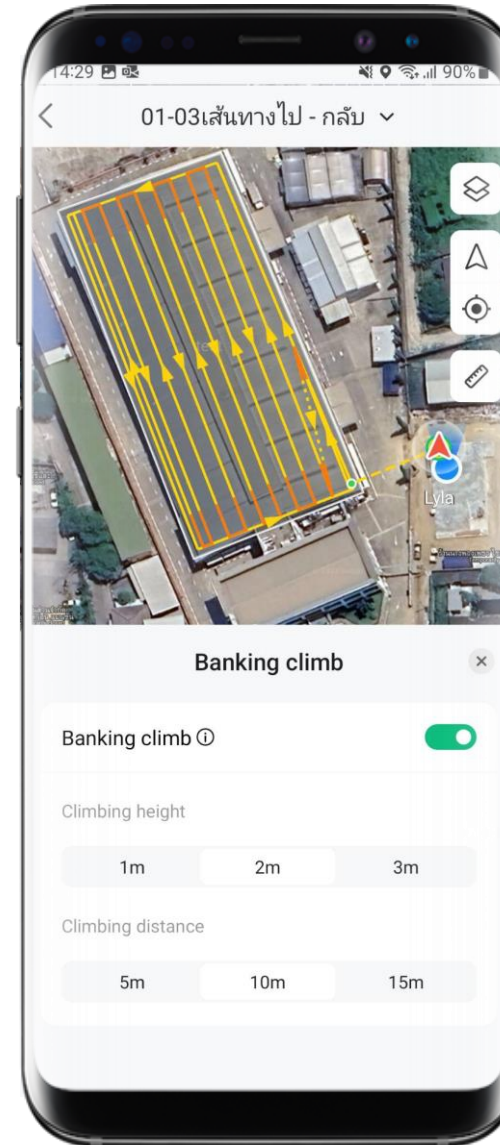 14:29
90%
01-03เส้นทางไป - กลับ
Lyla
Banking climb
Banking climb
Climbing height
1m
2m
3m
Climbing distance
5m
10m
15m